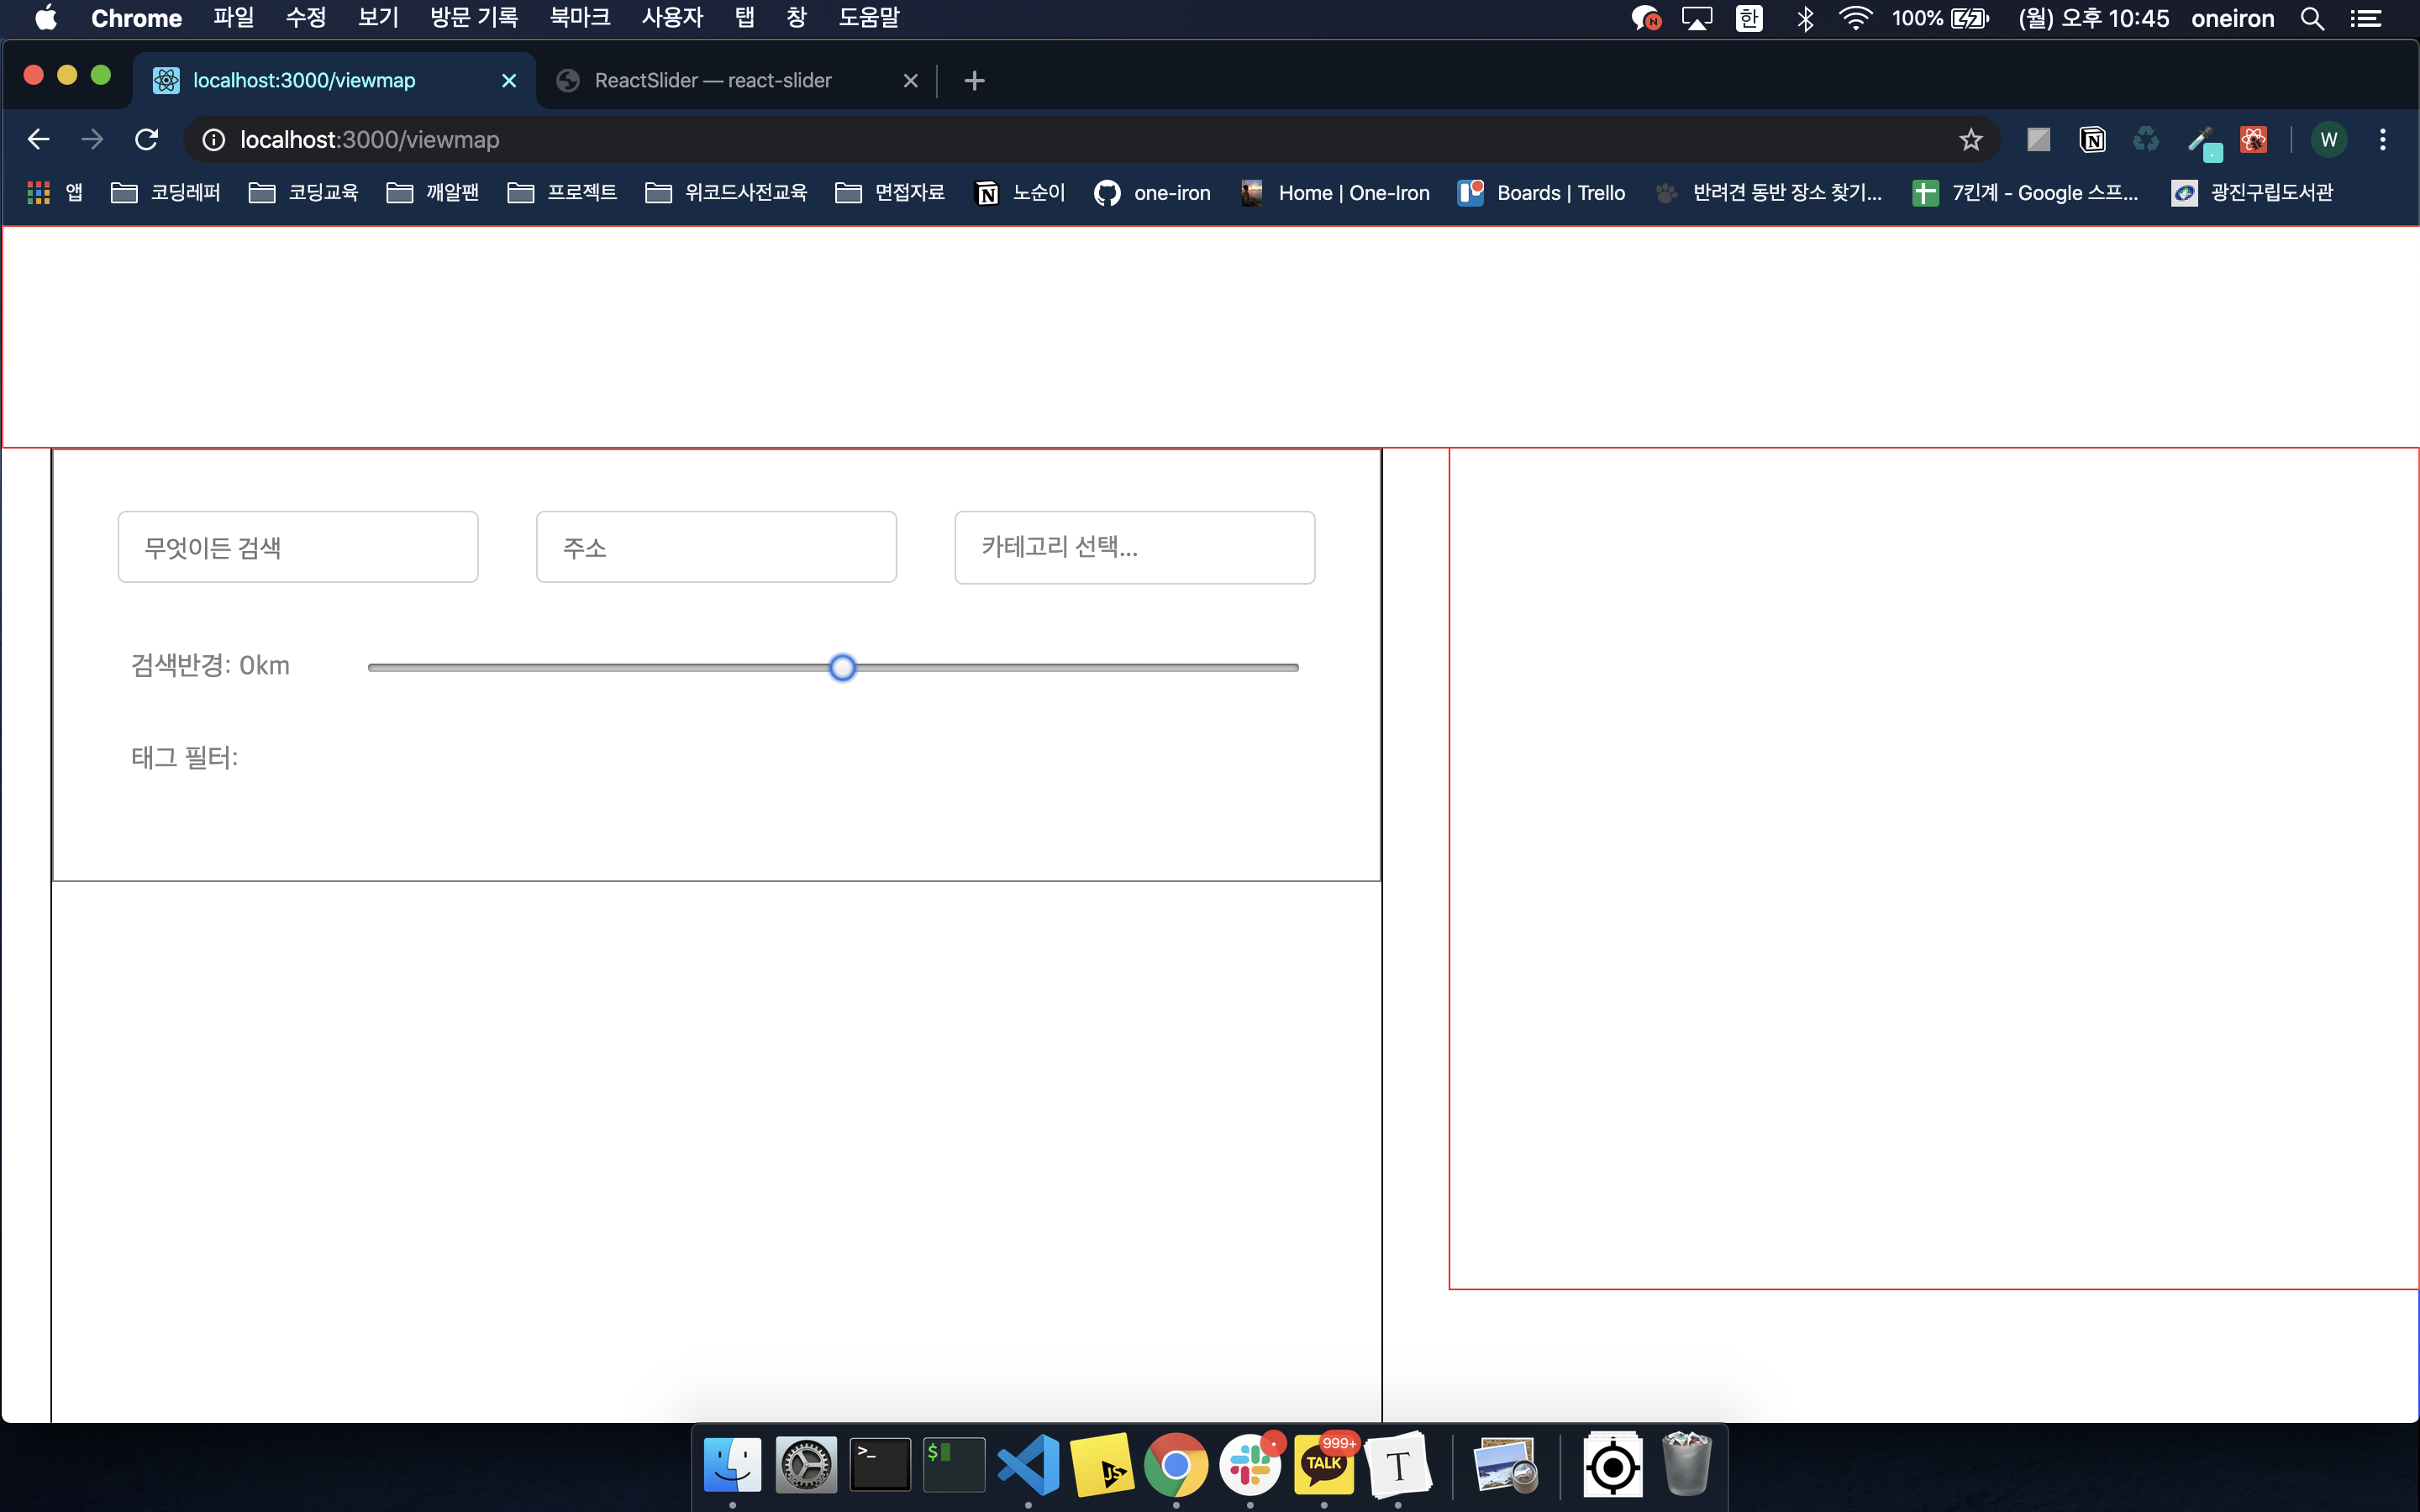 Chrome 파일 수정 보기 방문 기록 북마크 사용자 탭 창 도움말 N 한 100% (월) 오후 10:45 oneiron
localhost:3000/viewmap ReactSlider — react-slider
localhost:3000/viewmap W
앱 코딩레퍼 코딩교육 깨알팬 프로젝트 위코드사전교육 면접자료 노순이 one-iron Home | One-Iron Boards | Trello 반려견 동반 장소 찾기... 7킨계 - Google 스프... 광진구립도서관
무엇이든 검색 주소 카테고리 선택...
검색반경: 0km
태그 필터:
>_ $ JS TALK 999+ T